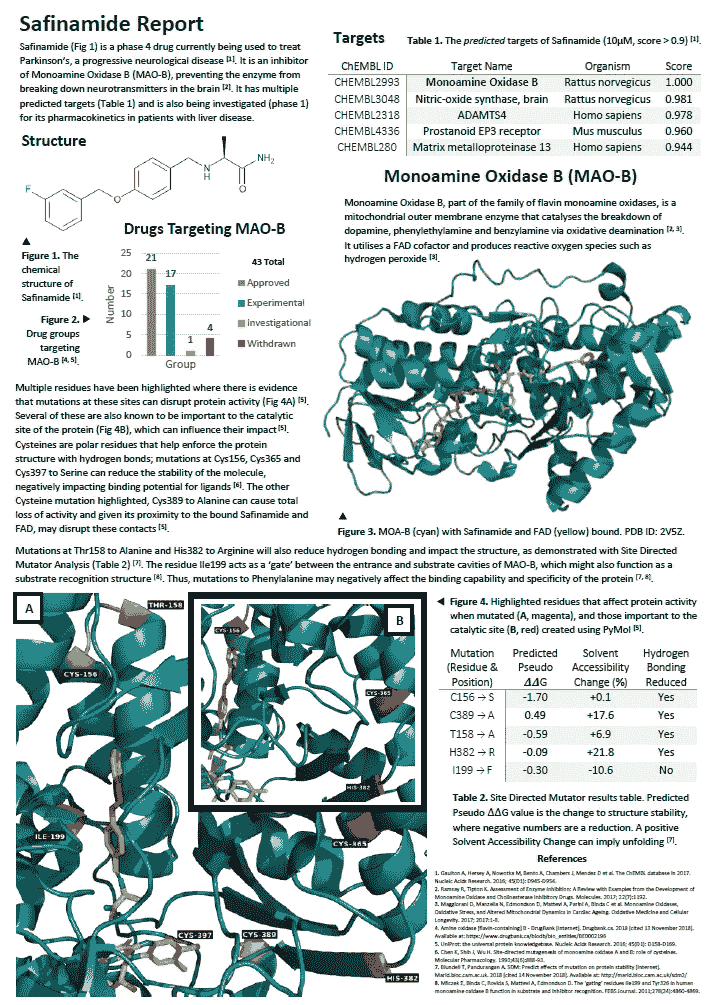 Safinamide Report
Safinamide (Fig 1) is a phase 4 drug currently being used to treat
Parkinson's, a progressive neurological disease [1]. It is an inhibitor
of Monoamine Oxidase B (MAO-B), preventing the enzyme from
breaking down neurotransmitters in the brain [2]. It has multiple
predicted targets (Table 1) and is also being investigated (phase 1)
for its pharmacokinetics in patients with liver disease.
Structure
F
O
N
H
O
NH2
▲
Figure 1. The
chemical
structure of
Safinamide [1].
Figure 2. ▶
Drug groups
targeting
MAO-B [4, 5].
Drugs Targeting MAO-B
Number
25
20
15
10
5
0
21
17
1
4
Group
43 Total
Approved
Experimental
Investigational
Withdrawn
Targets
Table 1. The predicted targets of Safinamide (10µM, score > 0.9) [1].
ChEMBL ID Target Name Organism Score
CHEMBL2993 Monoamine Oxidase B Rattus norvegicus 1.000
CHEMBL3048 Nitric-oxide synthase, brain Rattus norvegicus 0.981
CHEMBL2318 ADAMTS4 Homo sapiens 0.978
CHEMBL4336 Prostanoid EP3 receptor Mus musculus 0.960
CHEMBL280 Matrix metalloproteinase 13 Homo sapiens 0.944
Monoamine Oxidase B (MAO-B)
Monoamine Oxidase B, part of the family of flavin monoamine oxidases, is a
mitochondrial outer membrane enzyme that catalyses the breakdown of
dopamine, phenylethylamine and benzylamine via oxidative deamination [2, 3].
It utilises a FAD cofactor and produces reactive oxygen species such as
hydrogen peroxide [3].
▲
Figure 3. MOA-B (cyan) with Safinamide and FAD (yellow) bound. PDB ID: 2V5Z.
Multiple residues have been highlighted where there is evidence
that mutations at these sites can disrupt protein activity (Fig 4A) [5].
Several of these are also known to be important to the catalytic
site of the protein (Fig 4B), which can influence their impact [5].
Cysteines are polar residues that help enforce the protein
structure with hydrogen bonds; mutations at Cys156, Cys365 and
Cys397 to Serine can reduce the stability of the molecule,
negatively impacting binding potential for ligands [6]. The other
Cysteine mutation highlighted, Cys389 to Alanine can cause total
loss of activity and given its proximity to the bound Safinamide and
FAD, may disrupt these contacts [5].
Mutations at Thr158 to Alanine and His382 to Arginine will also reduce hydrogen bonding and impact the structure, as demonstrated with Site Directed
Mutator Analysis (Table 2) [7]. The residue Ile199 acts as a 'gate' between the entrance and substrate cavities of MAO-B, which might also function as a
substrate recognition structure [8]. Thus, mutations to Phenylalanine may negatively affect the binding capability and specificity of the protein [7, 8].
A
THR-158
CYS-156
ILE-199
CYS-365
CYS-397
CYS-389
HIS-382
B
CYS-156
CYS-365
HIS-382
◀ Figure 4. Highlighted residues that affect protein activity
when mutated (A, magenta), and those important to the
catalytic site (B, red) created using PyMol [5].
Mutation (Residue & Position) Predicted Pseudo ΔΔG Solvent Accessibility Change (%) Hydrogen Bonding Reduced
C156 → S -1.70 +0.1 Yes
C389 → A 0.49 +17.6 Yes
T158 → A -0.59 +6.9 Yes
H382 → R -0.09 +21.8 Yes
I199 → F -0.30 -10.6 No
Table 2. Site Directed Mutator results table. Predicted
Pseudo ΔΔG value is the change to structure stability,
where negative numbers are a reduction. A positive
Solvent Accessibility Change can imply unfolding [7].
References
1. Gaulton A, Hersey A, Nowotka M, Bento A, Chambers J, Mendez D et al. The ChEMBL database in 2017.
Nucleic Acids Research. 2016; 45(D1): D945-D954.
2. Ramsay R, Tipton K. Assessment of Enzyme Inhibition: A Review with Examples from the Development of
Monoamine Oxidase and Cholinesterase Inhibitory Drugs. Molecules. 2017; 22(7):1192.
3. Maggiorani D, Manzella N, Edmondson D, Mattevi A, Parini A, Binda C et al. Monoamine Oxidases,
Oxidative Stress, and Altered Mitochondrial Dynamics in Cardiac Ageing. Oxidative Medicine and Cellular
Longevity. 2017; 2017:1-8.
4. Amine oxidase [flavin-containing] B - DrugBank [Internet]. Drugbank.ca. 2018 [cited 13 November 2018].
Available at: https://www.drugbank.ca/biodb/bio_entities/BE0002196
5. UniProt: the universal protein knowledgebase. Nucleic Acids Research. 2016; 45(D1): D158-D169.
6. Chen K, Shih J, Wu H. Site-directed mutagenesis of monoamine oxidase A and B: role of cysteines.
Molecular Pharmacology. 1993;43(6):888-93.
7. Blundell T, Pandurangan A, SDM: Predict effects of mutation on protein stability [Internet].
Marid.bioc.cam.ac.uk. 2018 [cited 14 November 2018]. Available at: http://marid.bioc.cam.ac.uk/sdm2/
8. Milczek E, Binda C, Rovida S, Mattevi A, Edmondson D. The 'gating' residues Ile199 and Tyr326 in human
monoamine oxidase B function in substrate and inhibitor recognition. FEBS Journal. 2011;278(24):4860-4869.